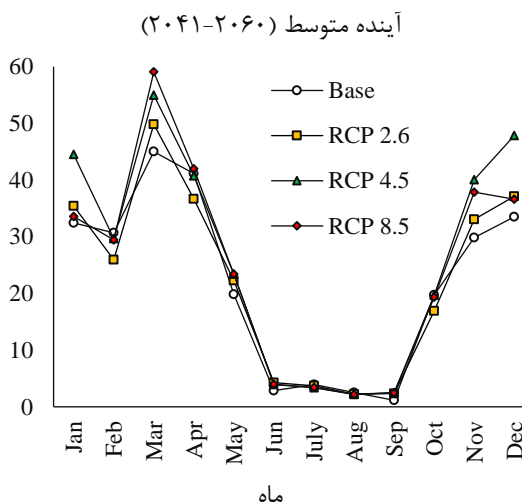 آینده متوسط (۲۰۴۱-۲۰۶۰)
60
50
40
30
20
10
0
Base
RCP 2.6
RCP 4.5
RCP 8.5
Jan
Feb
Mar
Apr
May
Jun
July
Aug
Sep
Oct
Nov
Dec
ماه